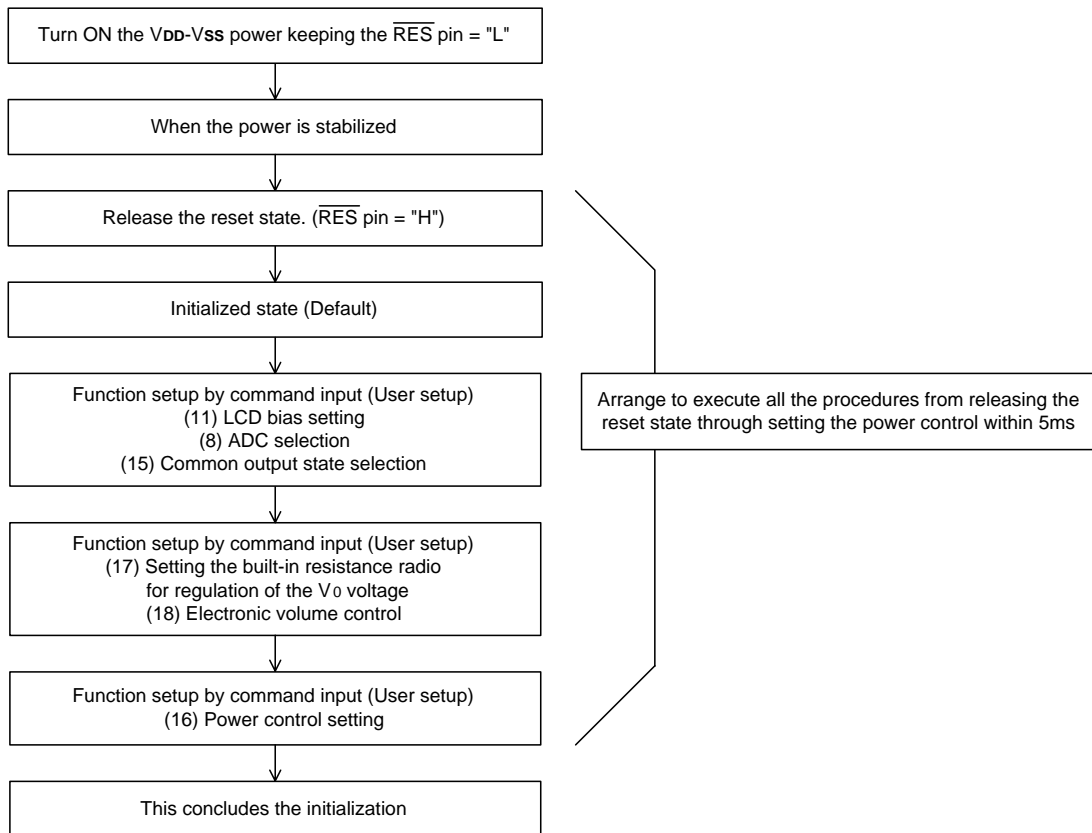 Turn ON the VDD-VSS power keeping the RES pin = "L"
When the power is stabilized
Release the reset state. (RES pin = "H")
Initialized state (Default)
Function setup by command input (User setup)
(11) LCD bias setting
(8) ADC selection
(15) Common output state selection
Arrange to execute all the procedures from releasing the
reset state through setting the power control within 5ms
Function setup by command input (User setup)
(17) Setting the built-in resistance radio
for regulation of the V0 voltage
(18) Electronic volume control
Function setup by command input (User setup)
(16) Power control setting
This concludes the initialization